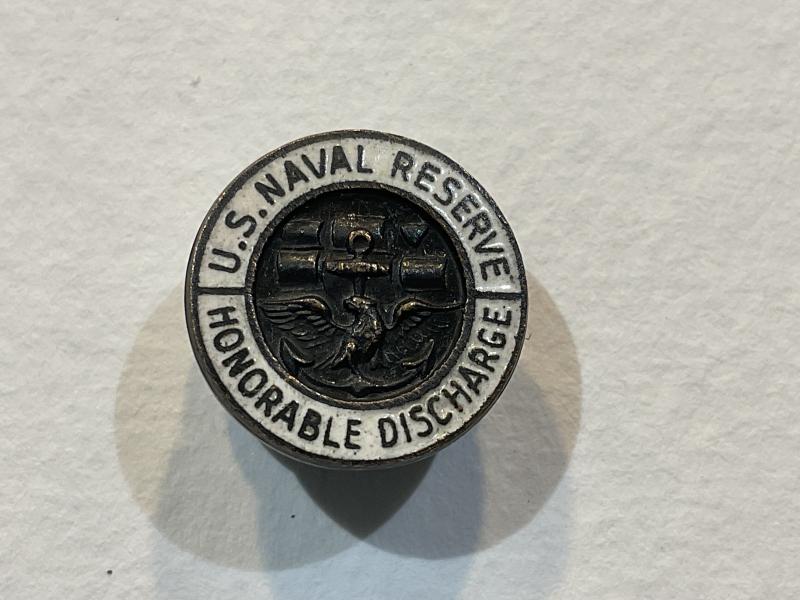 U.S. NAVAL RESERVE
HONORABLE DISCHARGE